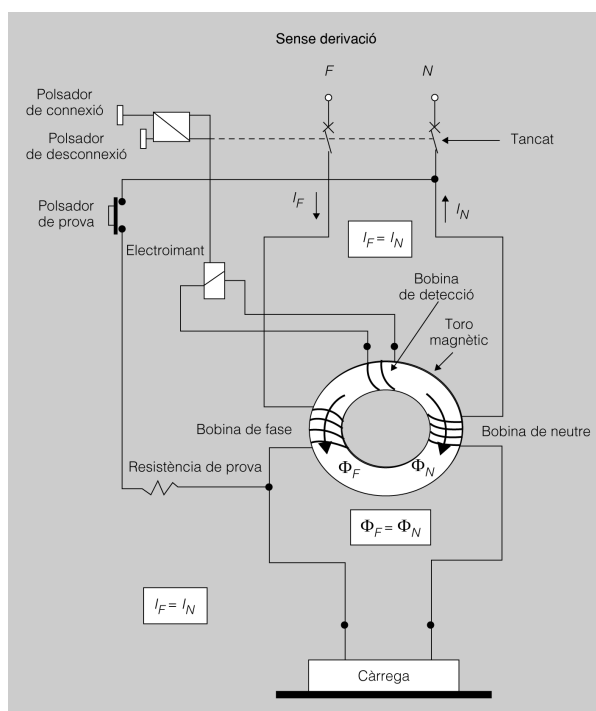 Sense derivació
F
N
Polsador
de connexió
Polsador
de desconnexió
Tancat
Polsador
de prova
I_F
I_N
I_F = I_N
Electroimant
Bobina
de detecció
Toro
magnètic
Bobina de fase
Bobina de neutre
Φ_F
Φ_N
Resistència de prova
Φ_F = Φ_N
I_F = I_N
Càrrega